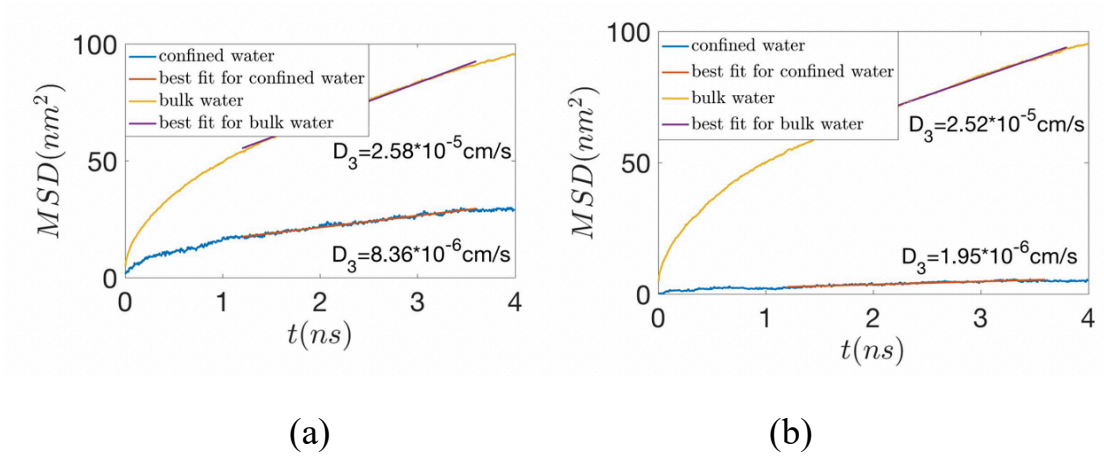 100
50
0
0 1 2 3 4
MSD(nm²)
t(ns)
confined water
best fit for confined water
bulk water
best fit for bulk water
D₃=2.58*10⁻⁵cm/s
D₃=8.36*10⁻⁶cm/s
(a)
100
50
0
0 1 2 3 4
MSD(nm²)
t(ns)
confined water
best fit for confined water
bulk water
best fit for bulk water
D₃=2.52*10⁻⁵cm/s
D₃=1.95*10⁻⁶cm/s
(b)